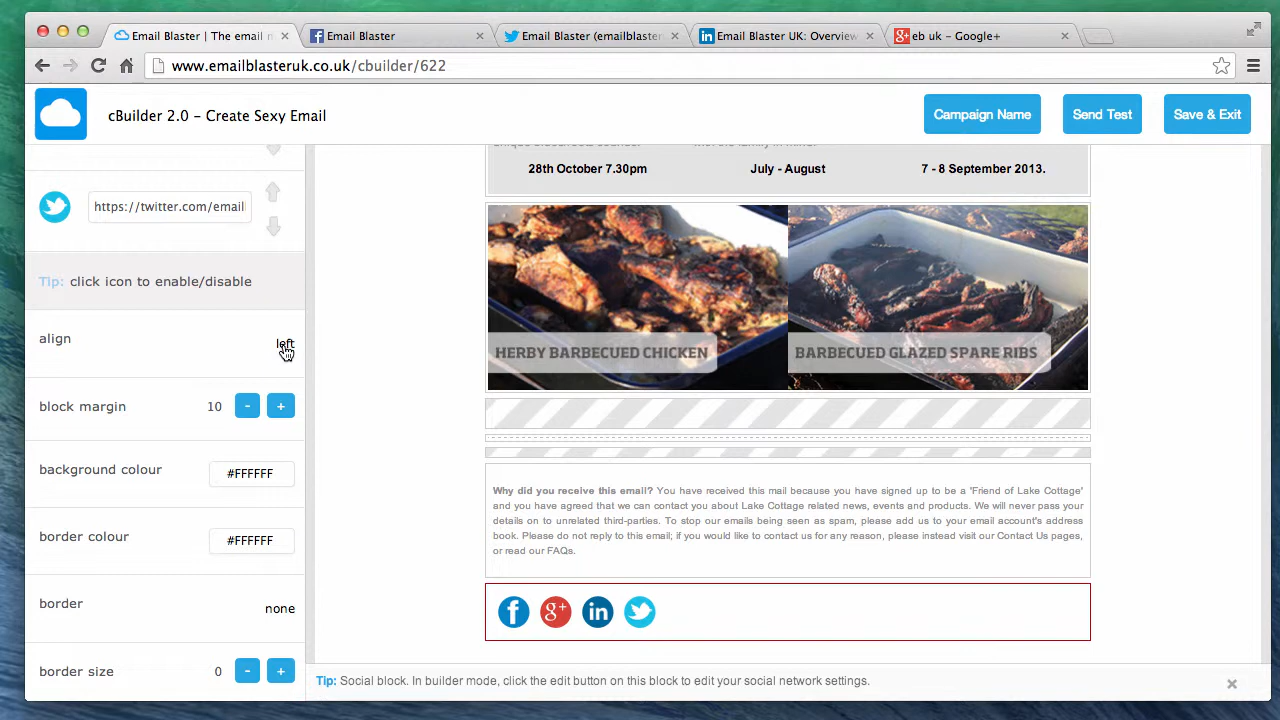 Email Blaster | The email m
Email Blaster
Email Blaster (emailblaster
Email Blaster UK: Overview
eb uk - Google+
www.emailblasteruk.co.uk/cbuilder/622
cBuilder 2.0 - Create Sexy Email
Campaign Name
Send Test
Save & Exit
https://twitter.com/email
Tip: click icon to enable/disable
align
left
block margin
10
-
+
background colour
#FFFFFF
border colour
#FFFFFF
border
none
border size
0
-
+
28th October 7.30pm
July - August
7 - 8 September 2013.
HERBY BARBECUED CHICKEN
BARBECUED GLAZED SPARE RIBS
Why did you receive this email? You have received this mail because you have signed up to be a 'Friend of Lake Cottage'
and you have agreed that we can contact you about Lake Cottage related news, events and products. We will never pass your
details on to unrelated third-parties. To stop our emails being seen as spam, please add us to your email account's address
book. Please do not reply to this email; if you would like to contact us for any reason, please instead visit our Contact Us pages,
or read our FAQs.
Tip: Social block. In builder mode, click the edit button on this block to edit your social network settings.